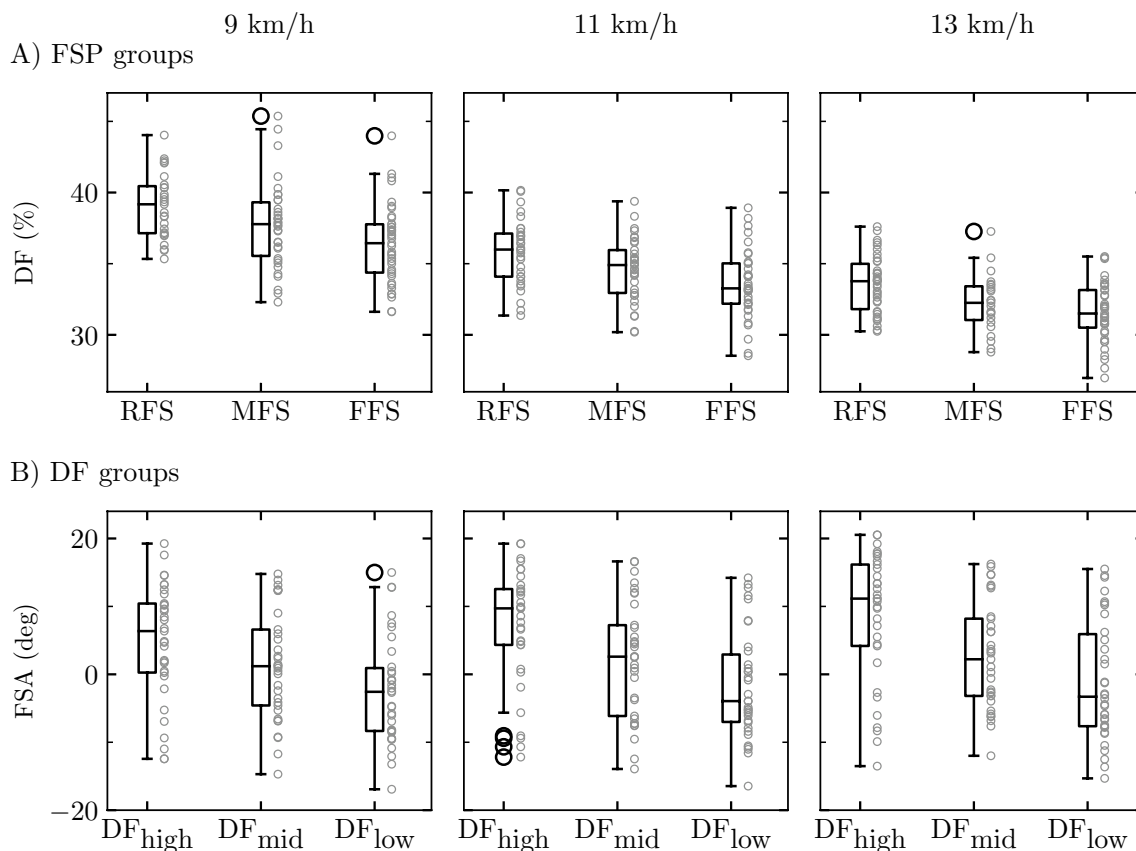 9 km/h 11 km/h 13 km/h
A) FSP groups
DF (%)
40
30
RFS MFS FFS RFS MFS FFS RFS MFS FFS
B) DF groups
FSA (deg)
20
0
−20
DFhigh DFmid DFlow DFhigh DFmid DFlow DFhigh DFmid DFlow